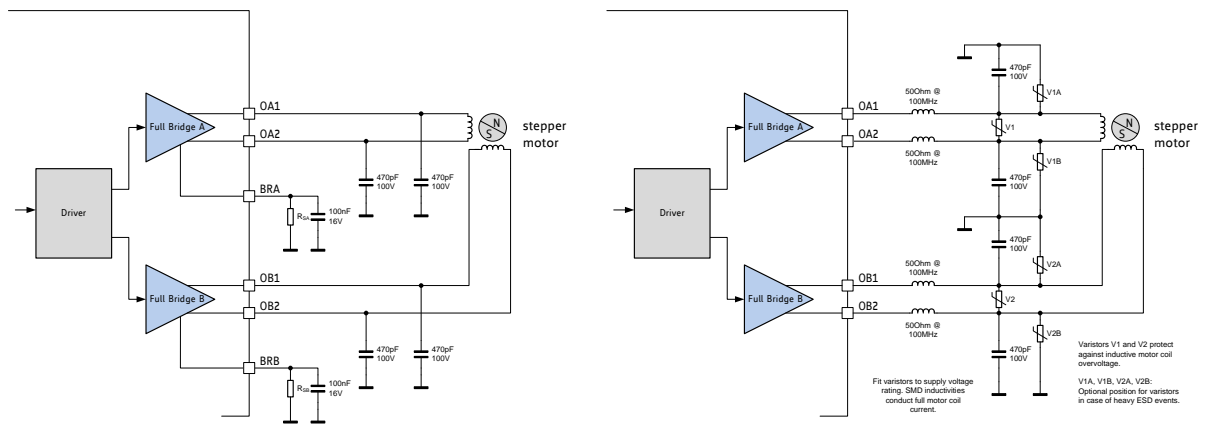 OA1
Full Bridge A
OA2
N
S
stepper
motor
470pF
100V
470pF
100V
BRA
Driver
RSA
100nF
16V
OB1
Full Bridge B
OB2
470pF
100V
470pF
100V
BRB
RSB
100nF
16V
470pF
100V
V1A
50Ohm @
100MHz
OA1
Full Bridge A
V1
N
S
stepper
motor
OA2
50Ohm @
100MHz
V1B
470pF
100V
Driver
470pF
100V
50Ohm @
100MHz
V2A
OB1
Full Bridge B
V2
OB2
50Ohm @
100MHz
V2B
470pF
100V
Varistors V1 and V2 protect
against inductive motor coil
overvoltage.
V1A, V1B, V2A, V2B:
Optional position for varistors
in case of heavy ESD events.
Fit varistors to supply voltage
rating. SMD inductivities
conduct full motor coil
current.